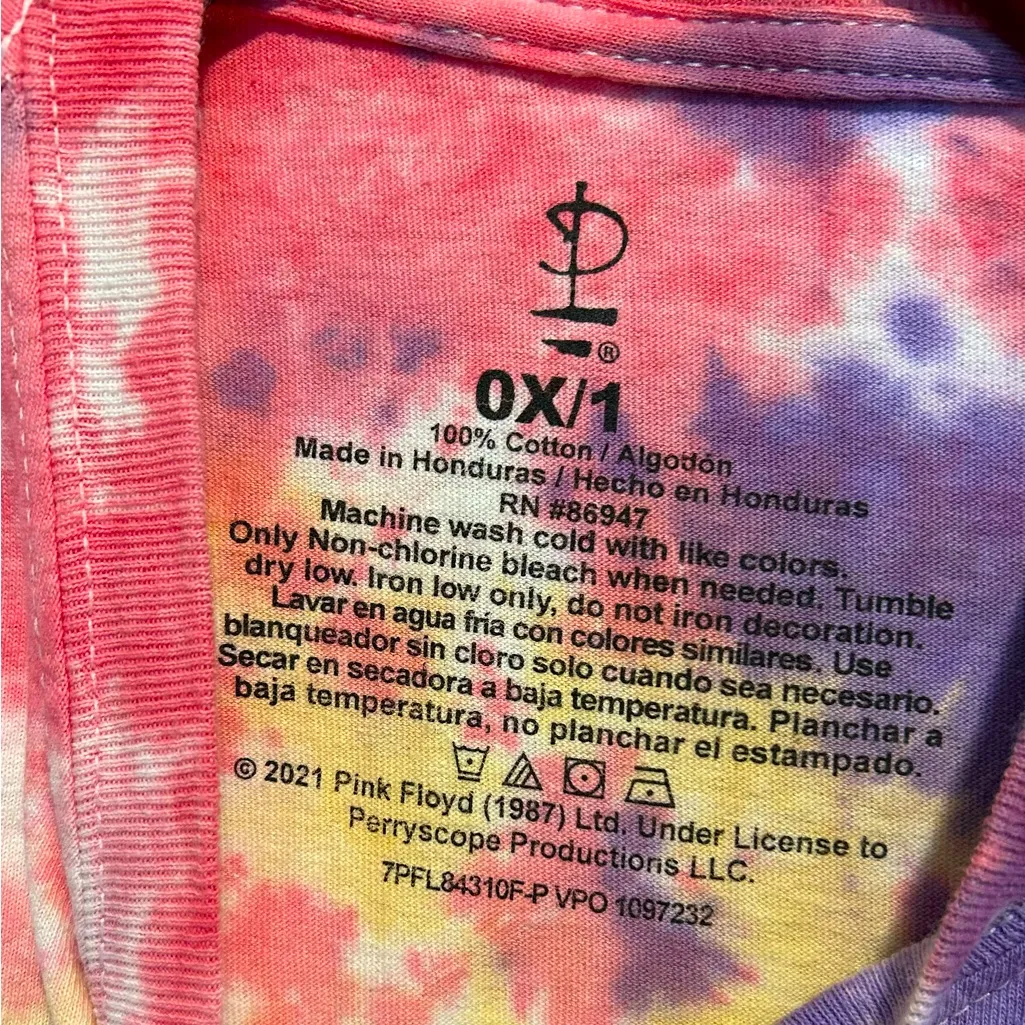 P
®
0X/1
100% Cotton / Algodón
Made in Honduras / Hecho en Honduras
RN #86947
Machine wash cold with like colors.
Only Non-chlorine bleach when needed. Tumble
dry low. Iron low only, do not iron decoration.
Lavar en agua fria con colores similares. Use
blanqueador sin cloro solo cuando sea necesario.
Secar en secadora a baja temperatura. Planchar a
baja temperatura, no planchar el estampado.
© 2021 Pink Floyd (1987) Ltd. Under License to
Perryscope Productions LLC.
7PFL84310F-P VPO 1097232